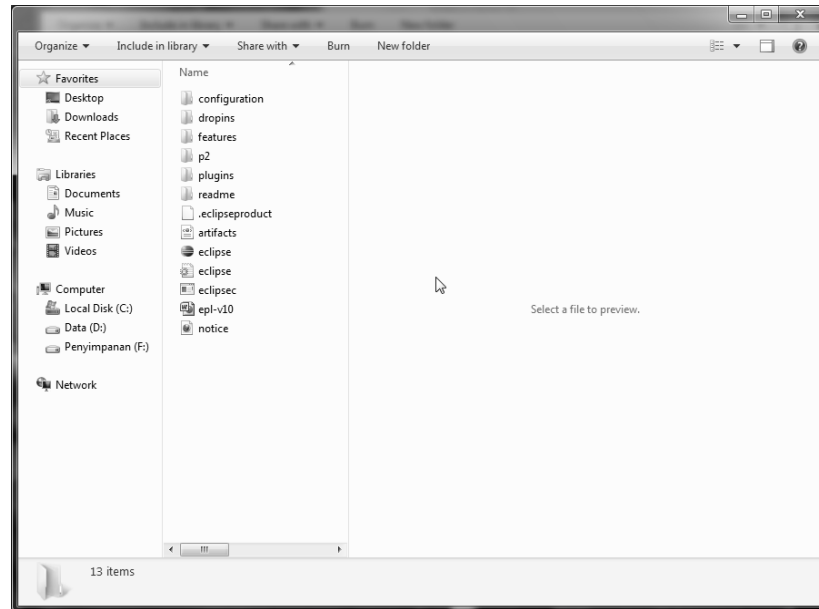 Organize Include in library Share with Burn New folder
Favorites
Desktop
Downloads
Recent Places
Libraries
Documents
Music
Pictures
Videos
Computer
Local Disk (C:)
Data (D:)
Penyimpanan (F:)
Network
Name
configuration
dropins
features
p2
plugins
readme
.eclipseproduct
artifacts
eclipse
eclipse
eclipsec
epl-v10
notice
Select a file to preview.
13 items